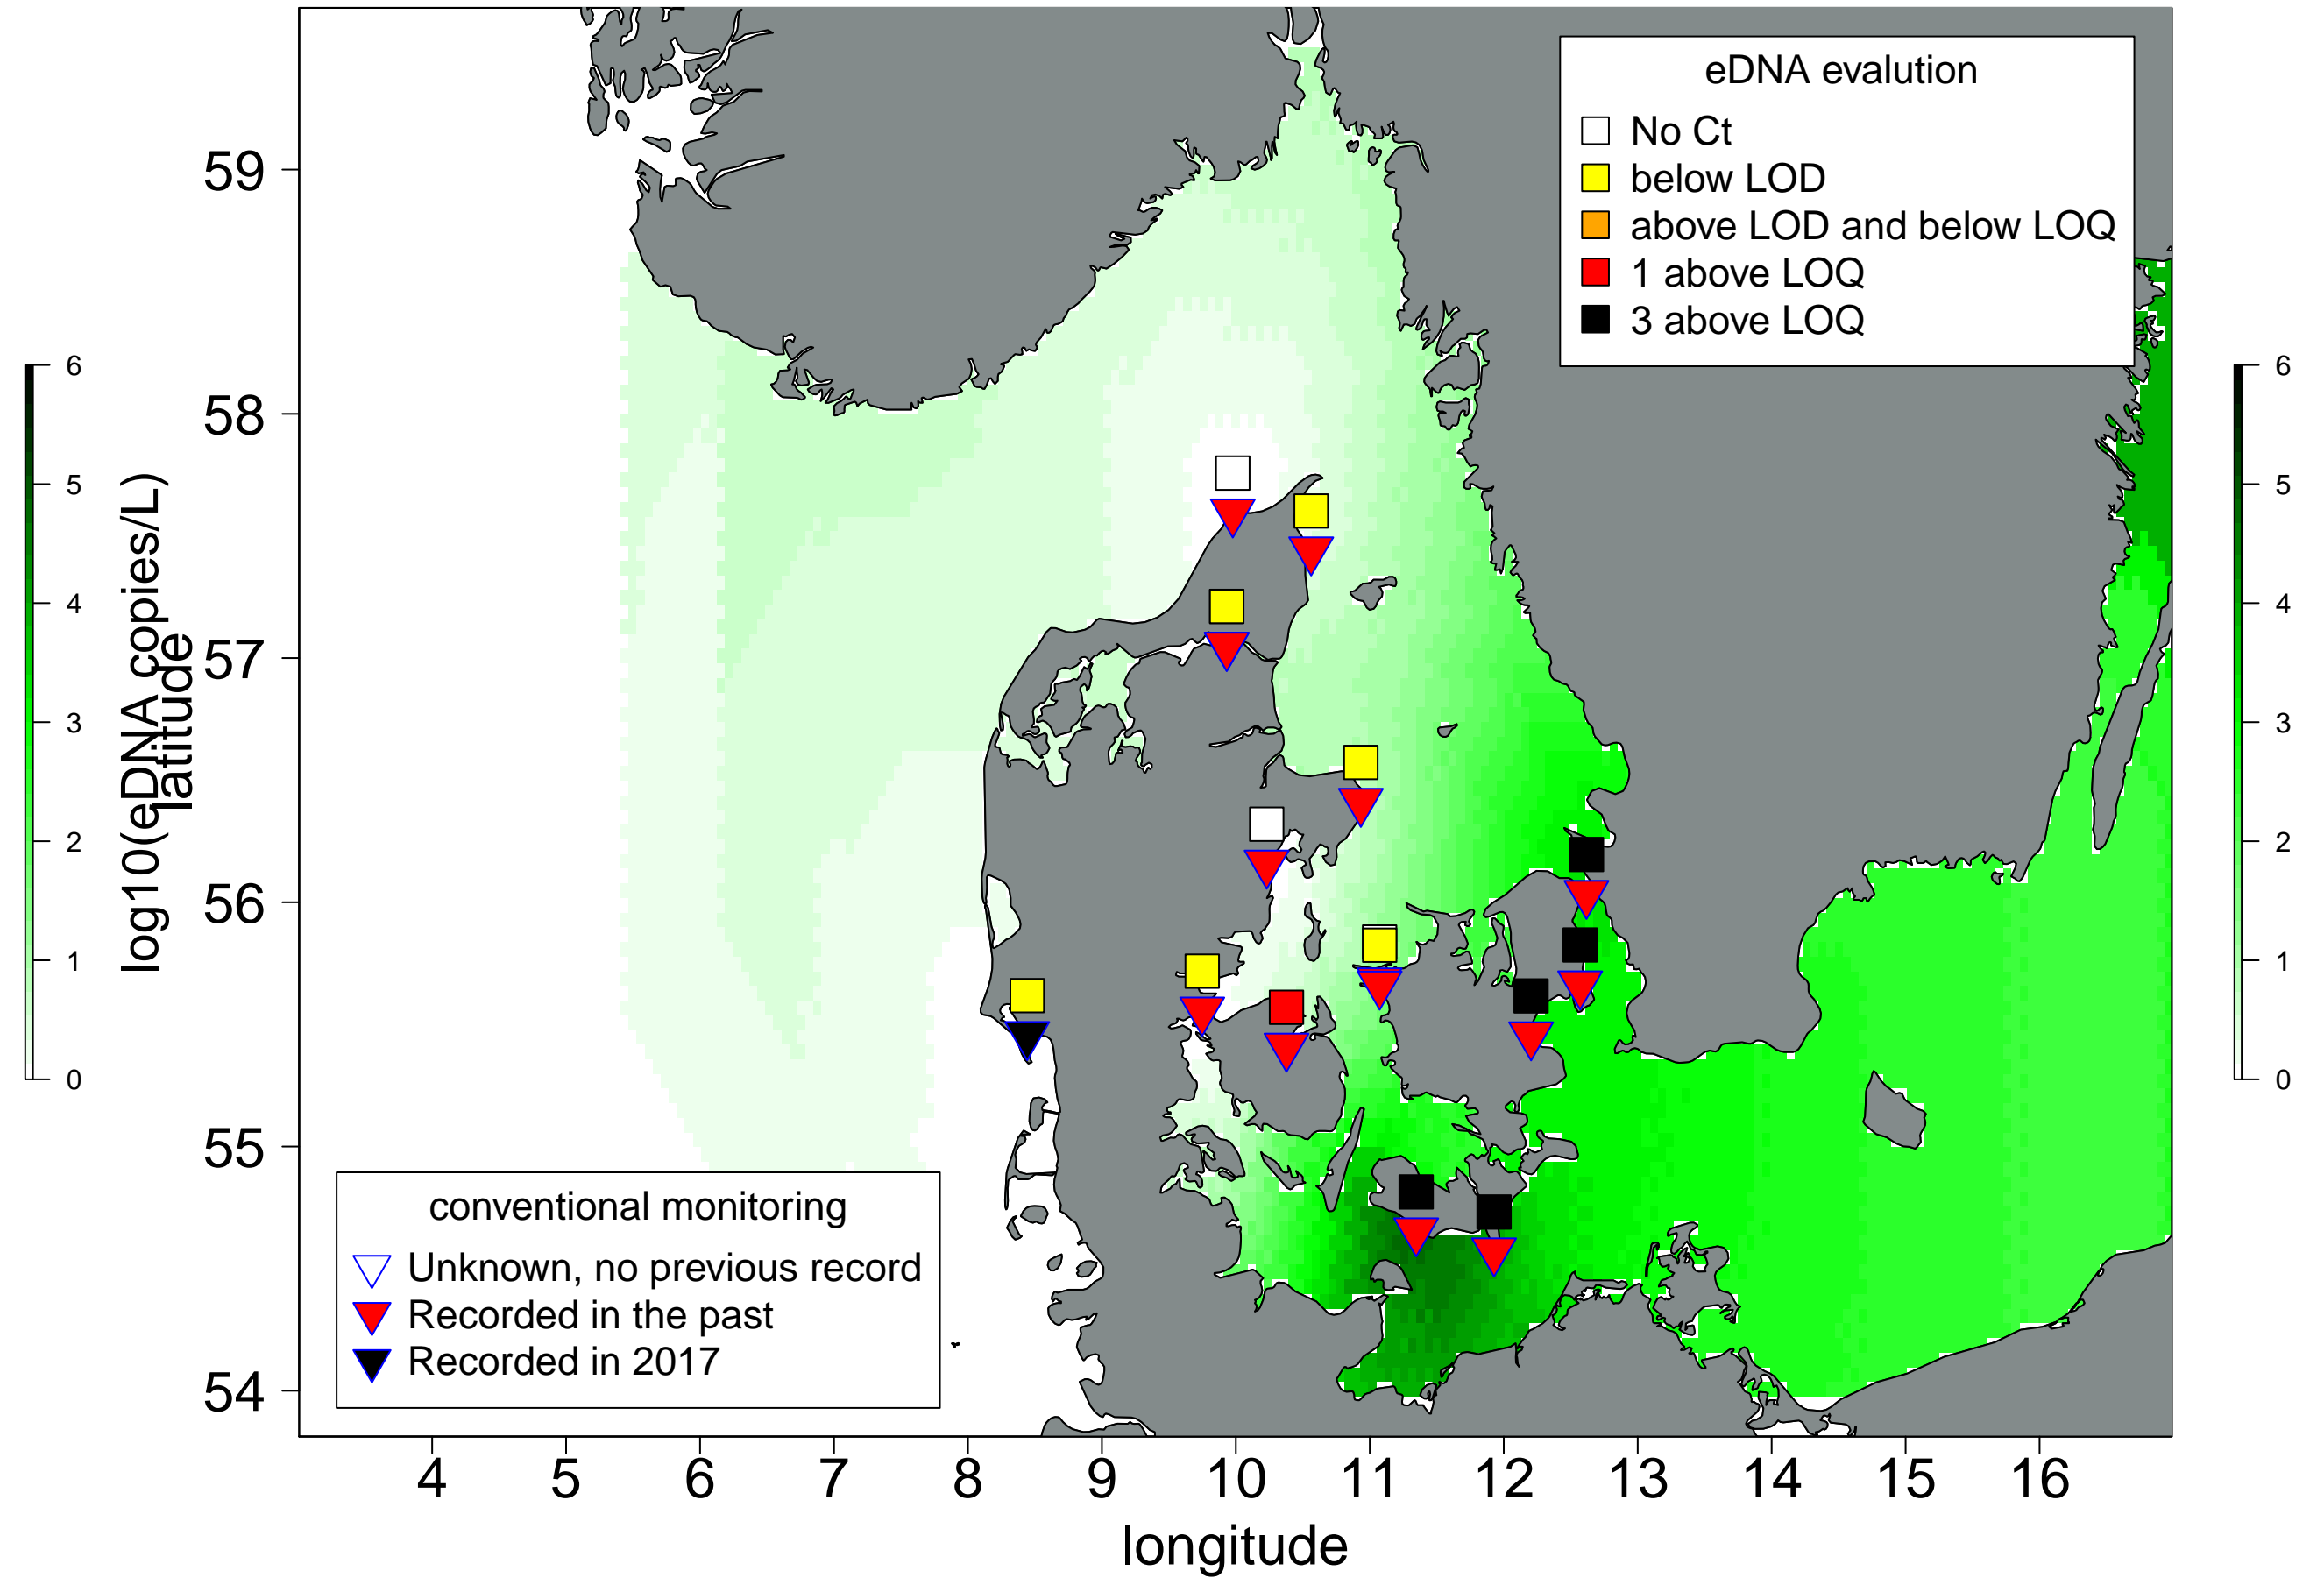 eDNA evalution
No Ct
below LOD
above LOD and below LOQ
1 above LOQ
3 above LOQ
59
58
57
56
55
54
latitude
log10(eDNA copies/L)
6
5
4
3
2
1
0
6
5
4
3
2
1
0
conventional monitoring
Unknown, no previous record
Recorded in the past
Recorded in 2017
4 5 6 7 8 9 10 11 12 13 14 15 16
longitude